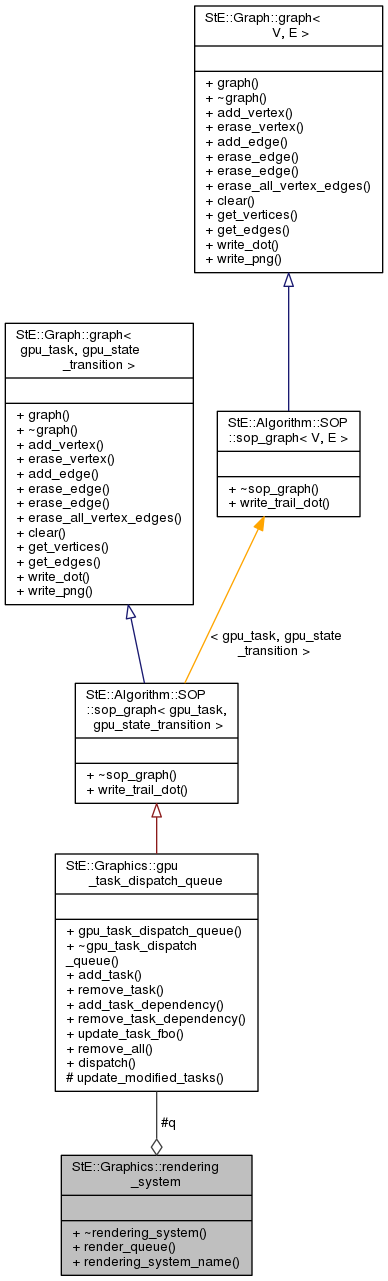 StE::Graph::graph<
V, E >
+ graph()
+ ~graph()
+ add_vertex()
+ erase_vertex()
+ add_edge()
+ erase_edge()
+ erase_edge()
+ erase_all_vertex_edges()
+ clear()
+ get_vertices()
+ get_edges()
+ write_dot()
+ write_png()
StE::Graph::graph<
gpu_task, gpu_state
_transition >
+ graph()
+ ~graph()
+ add_vertex()
+ erase_vertex()
+ add_edge()
+ erase_edge()
+ erase_edge()
+ erase_all_vertex_edges()
+ clear()
+ get_vertices()
+ get_edges()
+ write_dot()
+ write_png()
StE::Algorithm::SOP
::sop_graph< V, E >
+ ~sop_graph()
+ write_trail_dot()
< gpu_task, gpu_state
_transition >
StE::Algorithm::SOP
::sop_graph< gpu_task,
gpu_state_transition >
+ ~sop_graph()
+ write_trail_dot()
StE::Graphics::gpu
_task_dispatch_queue
+ gpu_task_dispatch_queue()
+ ~gpu_task_dispatch
_queue()
+ add_task()
+ remove_task()
+ add_task_dependency()
+ remove_task_dependency()
+ update_task_fbo()
+ remove_all()
+ dispatch()
# update_modified_tasks()
#q
StE::Graphics::rendering
_system
+ ~rendering_system()
+ render_queue()
+ rendering_system_name()